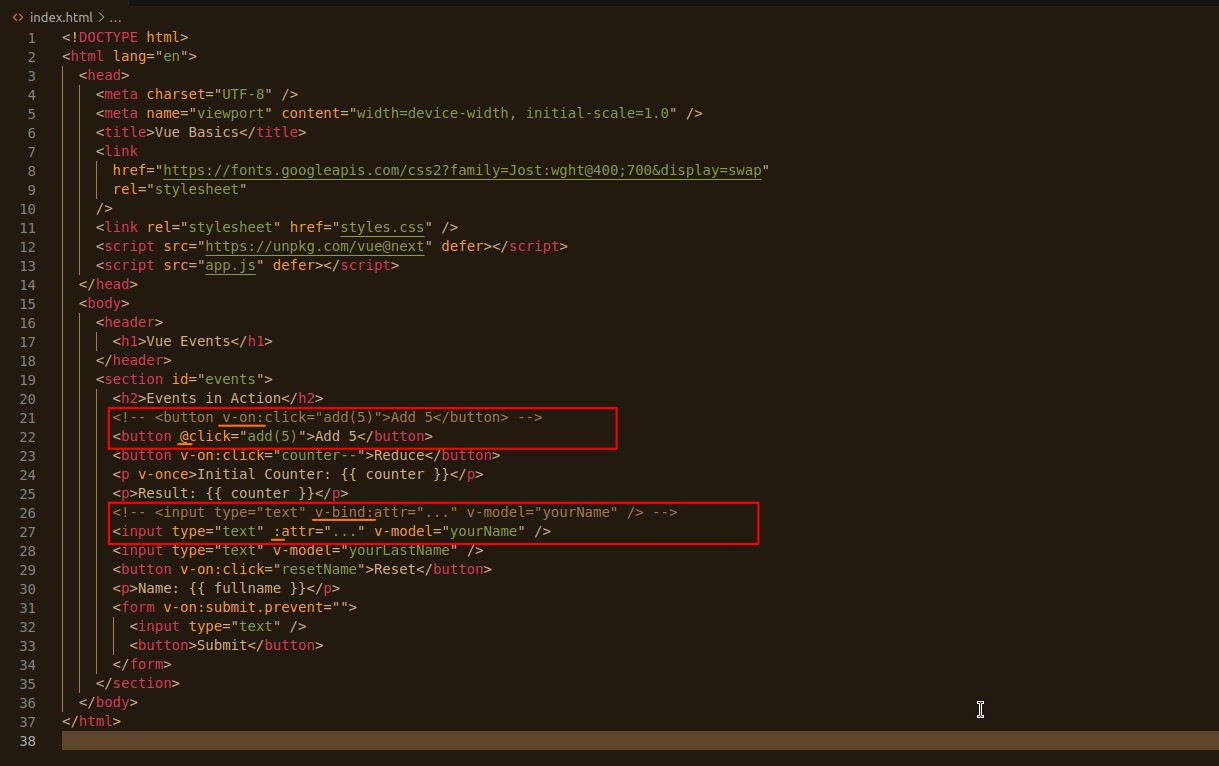 index.html > ...
1 <!DOCTYPE html>
2 <html lang="en">
3 <head>
4 <meta charset="UTF-8" />
5 <meta name="viewport" content="width=device-width, initial-scale=1.0" />
6 <title>Vue Basics</title>
7 <link
8 href="https://fonts.googleapis.com/css2?family=Jost:wght@400;700&display=swap"
9 rel="stylesheet"
10 />
11 <link rel="stylesheet" href="styles.css" />
12 <script src="https://unpkg.com/vue@next" defer></script>
13 <script src="app.js" defer></script>
14 </head>
15 <body>
16 <header>
17 <h1>Vue Events</h1>
18 </header>
19 <section id="events">
20 <h2>Events in Action</h2>
21 <!-- <button v-on:click="add(5)">Add 5</button> -->
22 <button @click="add(5)">Add 5</button>
23 <button v-on:click="counter--">Reduce</button>
24 <p v-once>Initial Counter: {{ counter }}</p>
25 <p>Result: {{ counter }}</p>
26 <!-- <input type="text" v-bind:attr="..." v-model="yourName" /> -->
27 <input type="text" :attr="..." v-model="yourName" />
28 <input type="text" v-model="yourLastName" />
29 <button v-on:click="resetName">Reset</button>
30 <p>Name: {{ fullname }}</p>
31 <form v-on:submit.prevent="">
32 <input type="text" />
33 <button>Submit</button>
34 </form>
35 </section>
36 </body>
37 </html>
38